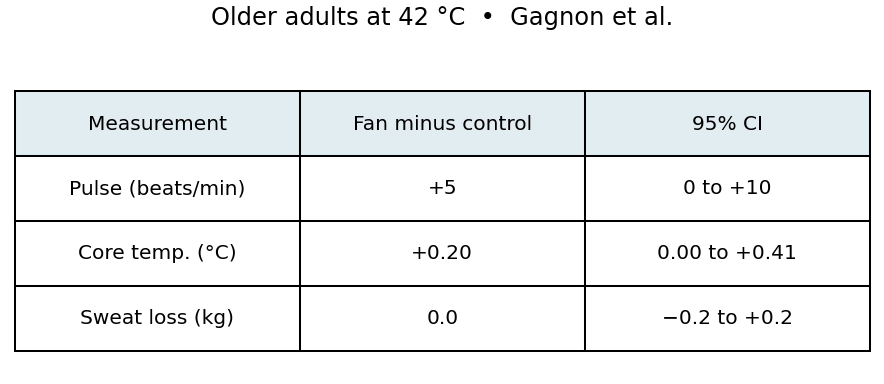 Older adults at 42 °C • Gagnon et al.
Measurement Fan minus control 95% CI
Pulse (beats/min) +5 0 to +10
Core temp. (°C) +0.20 0.00 to +0.41
Sweat loss (kg) 0.0 −0.2 to +0.2